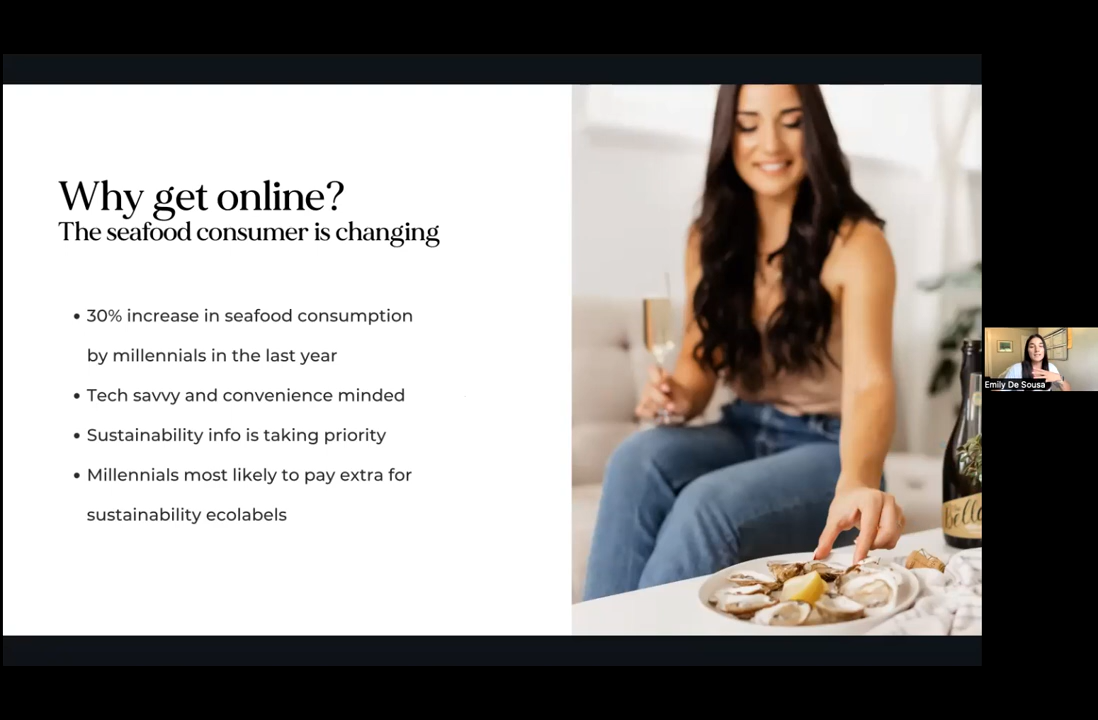 Why get online?
The seafood consumer is changing
• 30% increase in seafood consumption
by millennials in the last year
• Tech savvy and convenience minded
• Sustainability info is taking priority
• Millennials most likely to pay extra for
sustainability ecolabels
Emily De Sousa